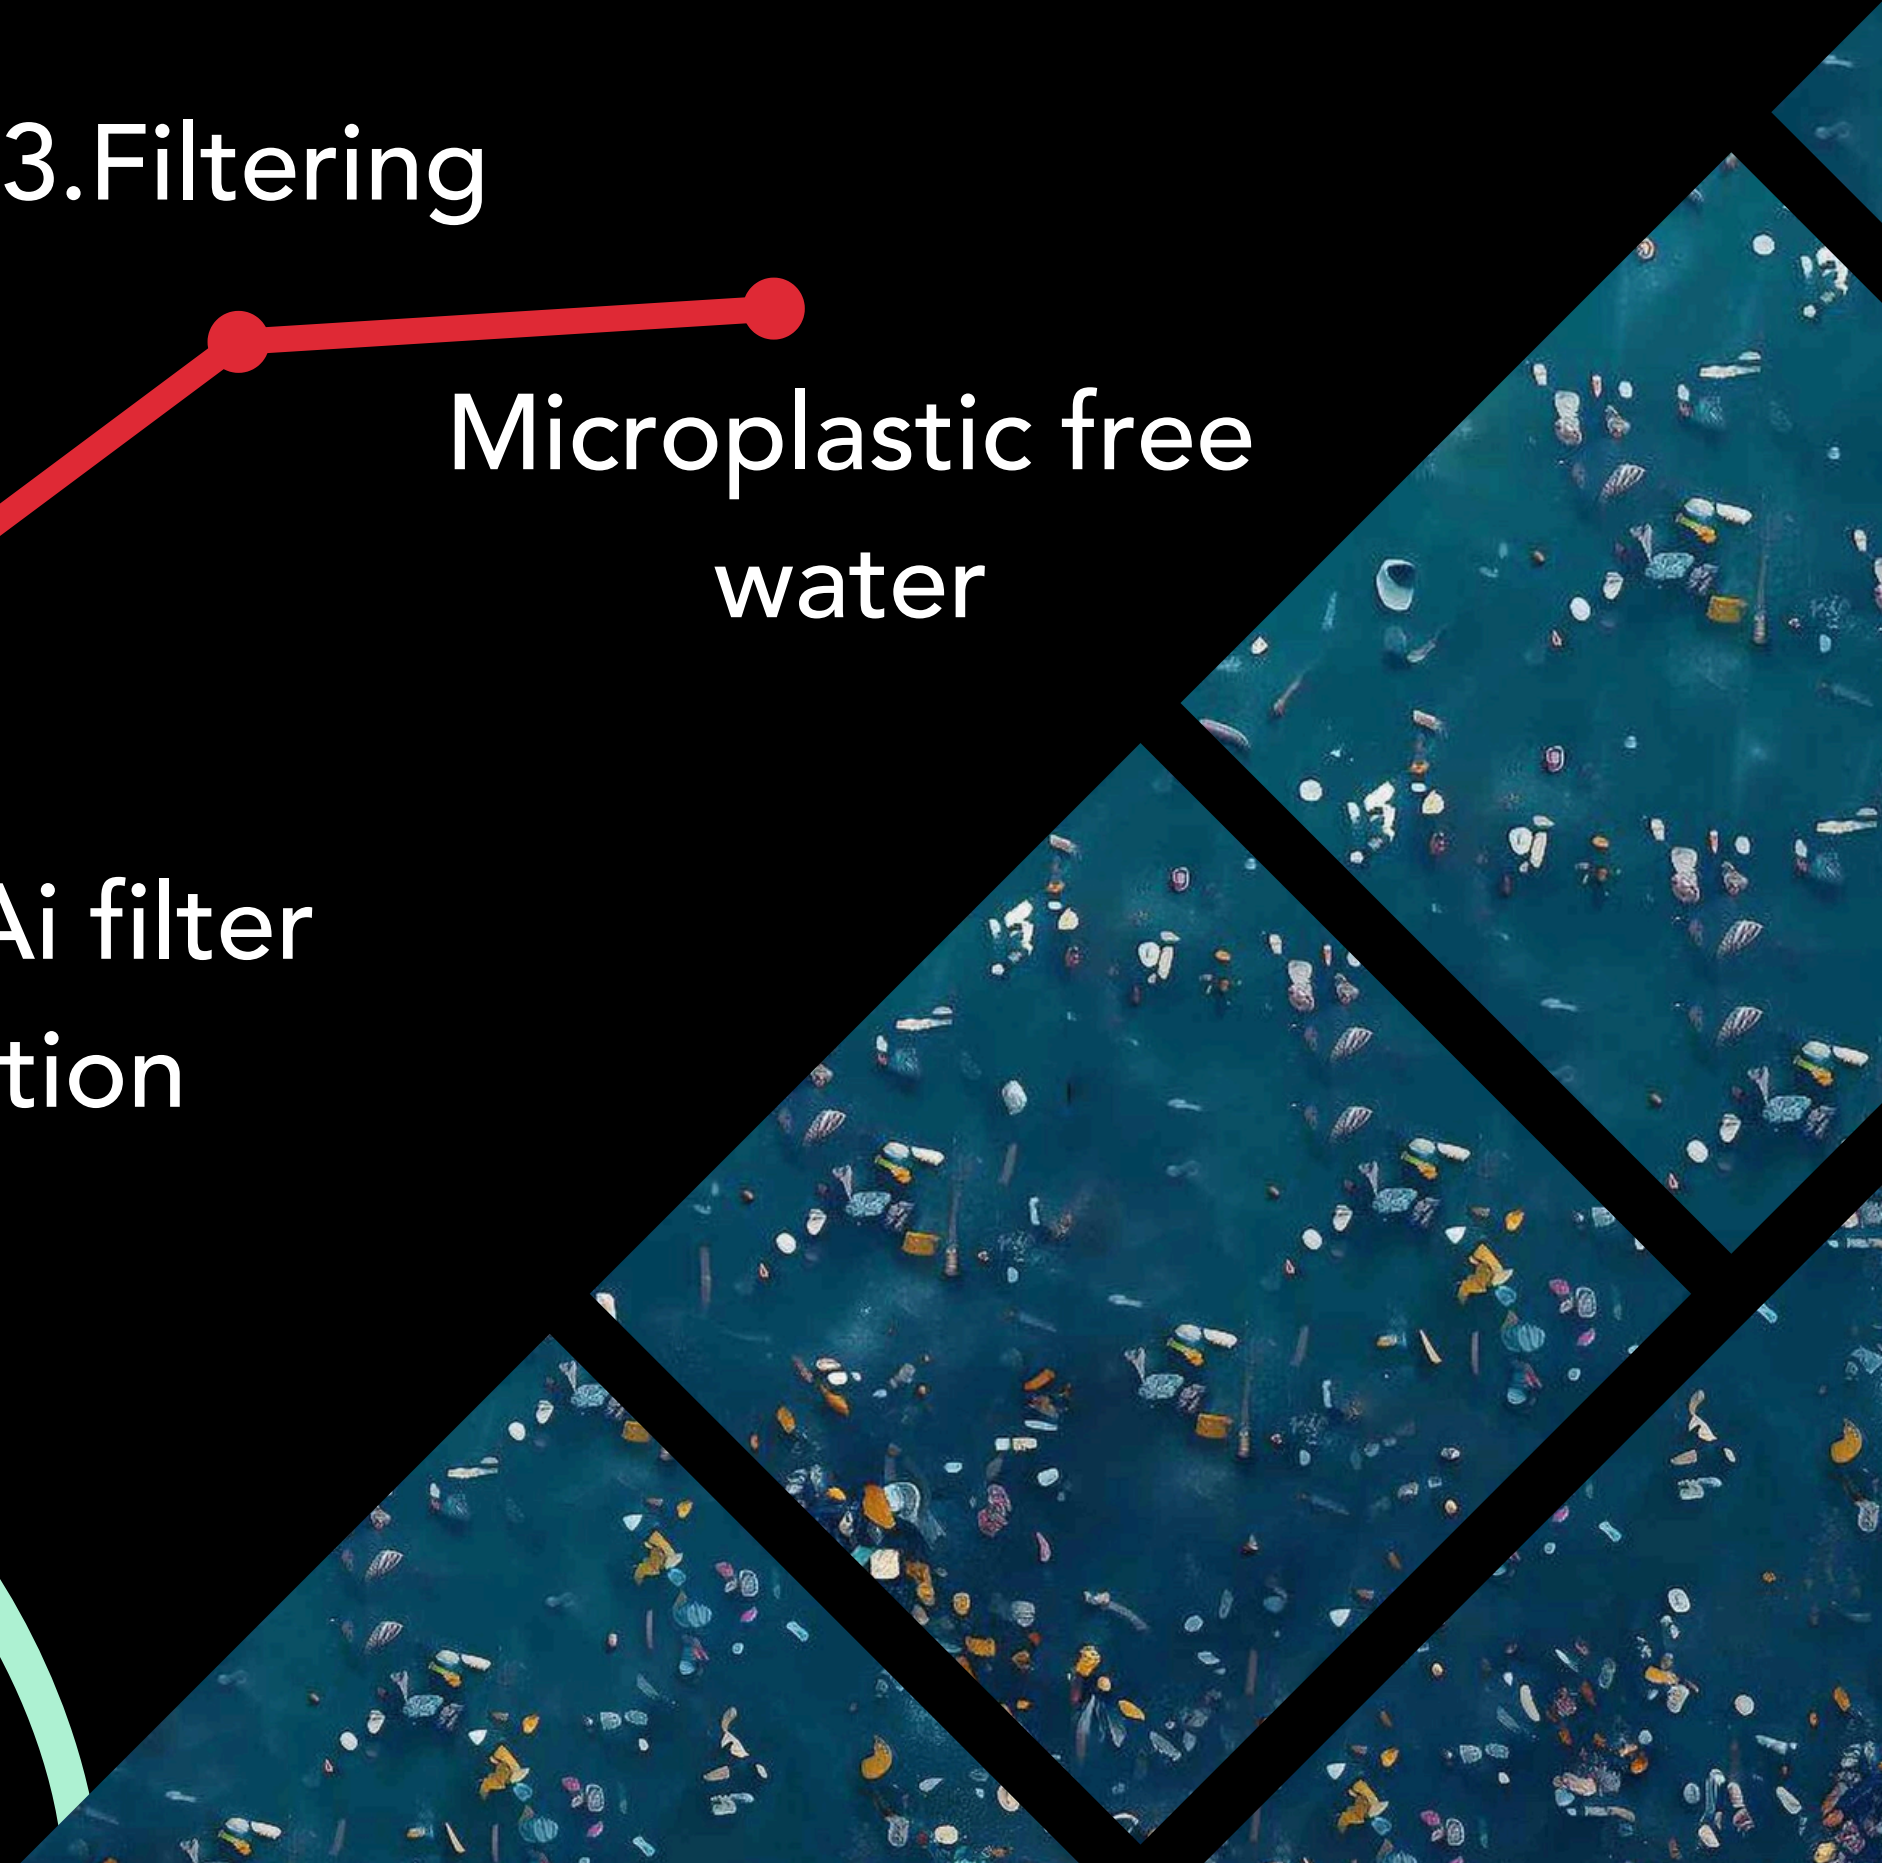 3.Filtering
Microplastic free
water
Ai filter
tion